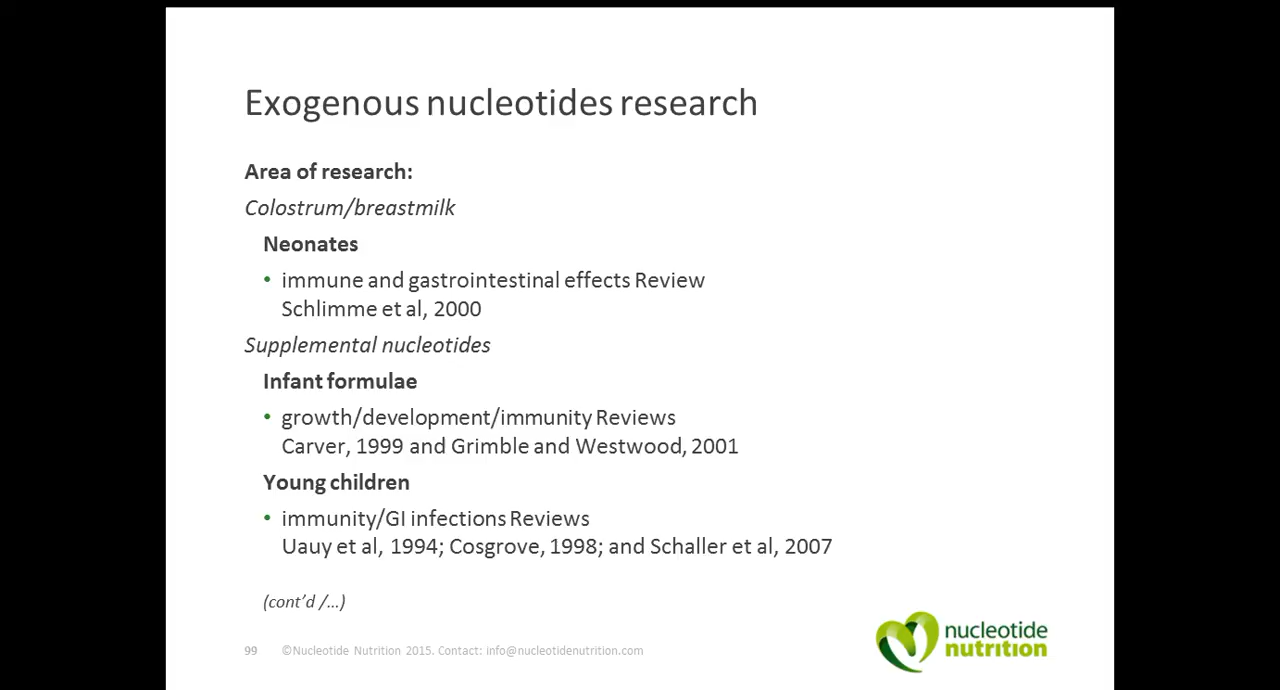 Exogenous nucleotides research
Area of research:
Colostrum/breastmilk
Neonates
• immune and gastrointestinal effects Review
Schlimme et al, 2000
Supplemental nucleotides
Infant formulae
• growth/development/immunity Reviews
Carver, 1999 and Grimble and Westwood, 2001
Young children
• immunity/GI infections Reviews
Uauy et al, 1994; Cosgrove, 1998; and Schaller et al, 2007
(cont’d /…)
99 ©Nucleotide Nutrition 2015. Contact: info@nucleotidenutrition.com
nucleotide
nutrition